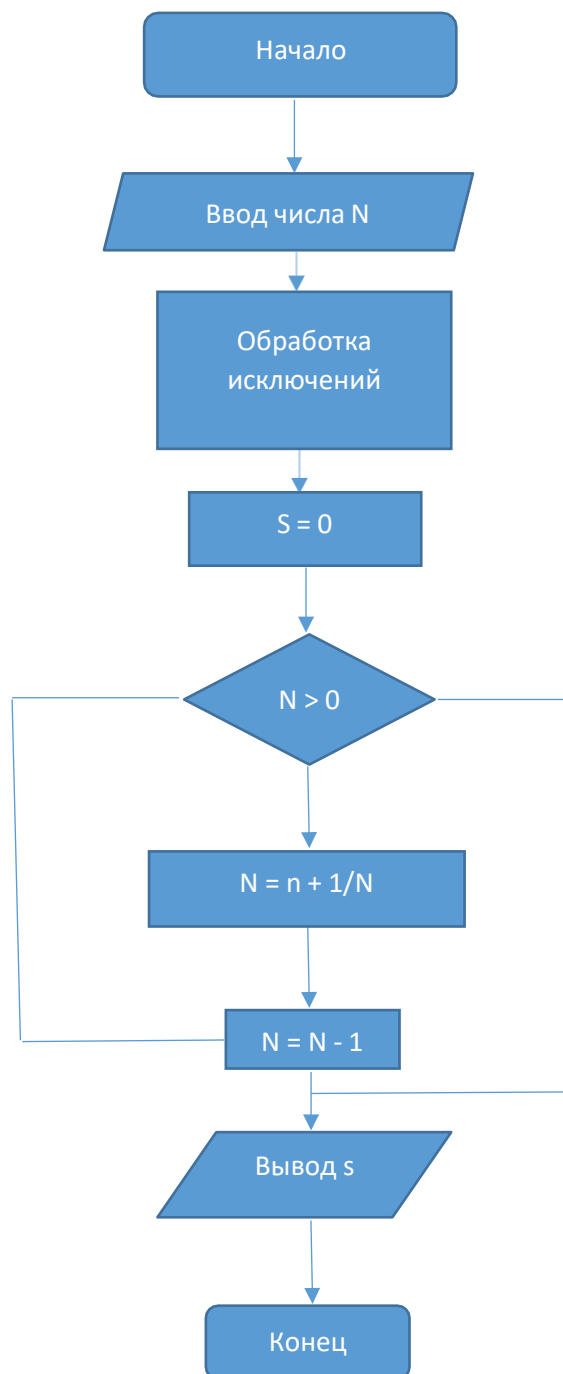 Начало
Ввод числа N
Обработка
исключений
S = 0
N > 0
N = n + 1/N
N = N - 1
Вывод s
Конец